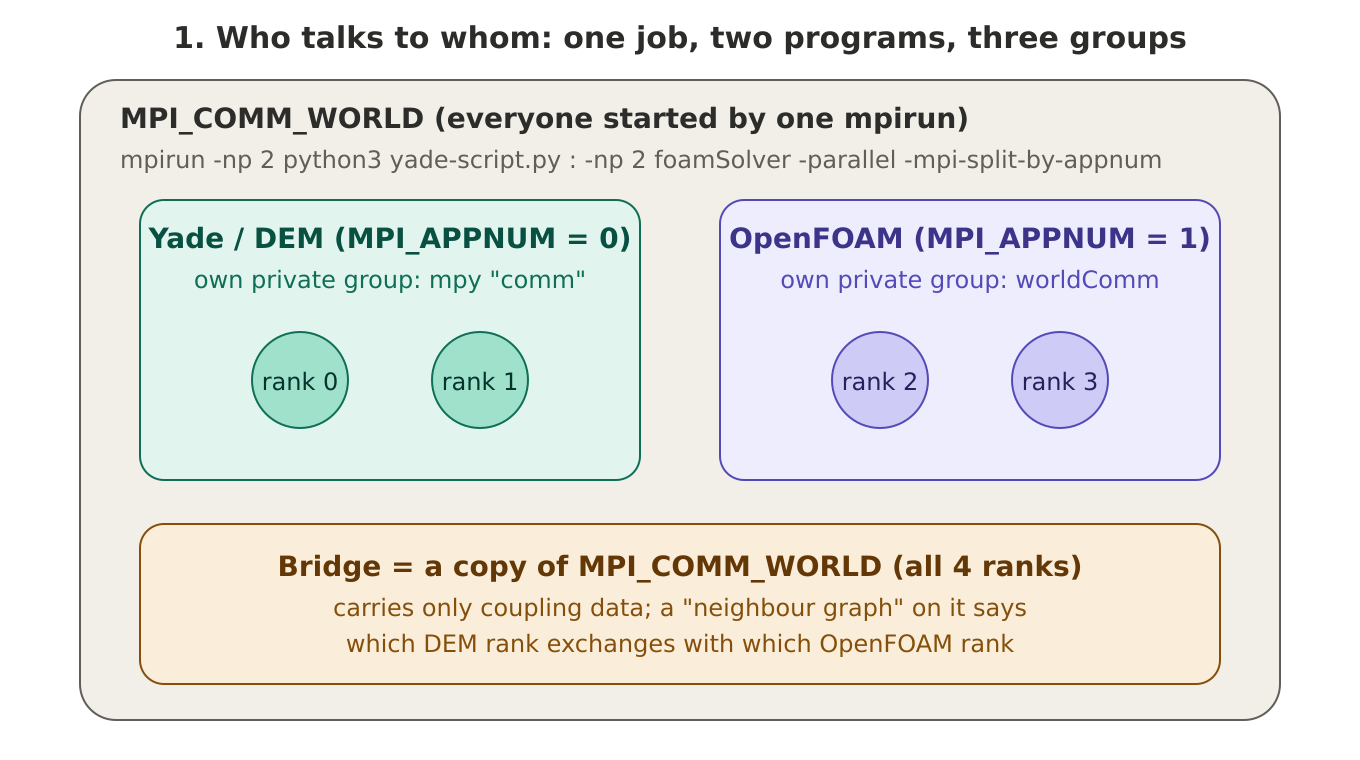 1. Who talks to whom: one job, two programs, three groups
MPI_COMM_WORLD (everyone started by one mpirun)
mpirun -np 2 python3 yade-script.py : -np 2 foamSolver -parallel -mpi-split-by-appnum
Yade / DEM (MPI_APPNUM = 0)
own private group: mpy "comm"
rank 0
rank 1
OpenFOAM (MPI_APPNUM = 1)
own private group: worldComm
rank 2
rank 3
Bridge = a copy of MPI_COMM_WORLD (all 4 ranks)
carries only coupling data; a "neighbour graph" on it says
which DEM rank exchanges with which OpenFOAM rank